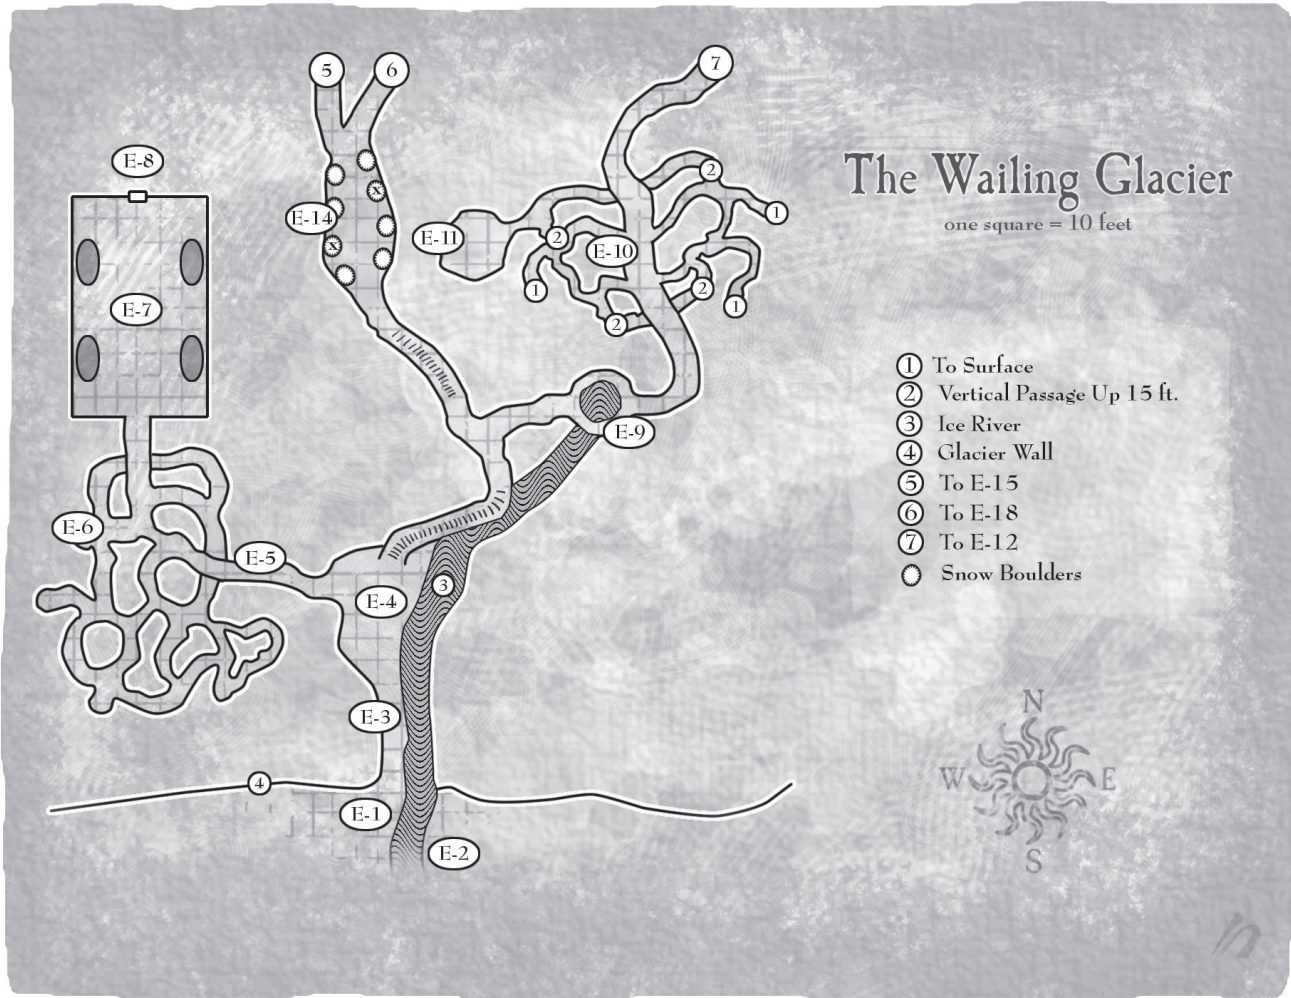 5
6
7
E-8
2
1
E-14
x
x
E-11
2
E-10
1
2
1
2
E-7
E-9
E-6
E-5
3
E-4
E-3
4
E-1
E-2
The Wailing Glacier
one square = 10 feet
1 To Surface
2 Vertical Passage Up 15 ft.
3 Ice River
4 Glacier Wall
5 To E-15
6 To E-18
7 To E-12
Snow Boulders
N
W E
S